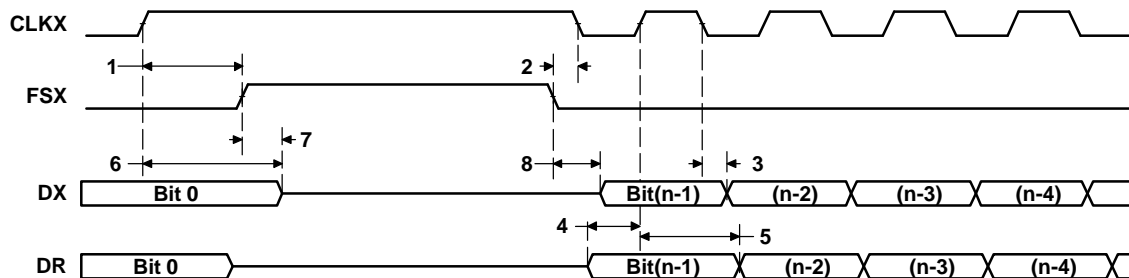 CLKX
1
2
FSX
7
6
8
3
DX
Bit 0
Bit(n-1)
(n-2)
(n-3)
(n-4)
4
5
DR
Bit 0
Bit(n-1)
(n-2)
(n-3)
(n-4)